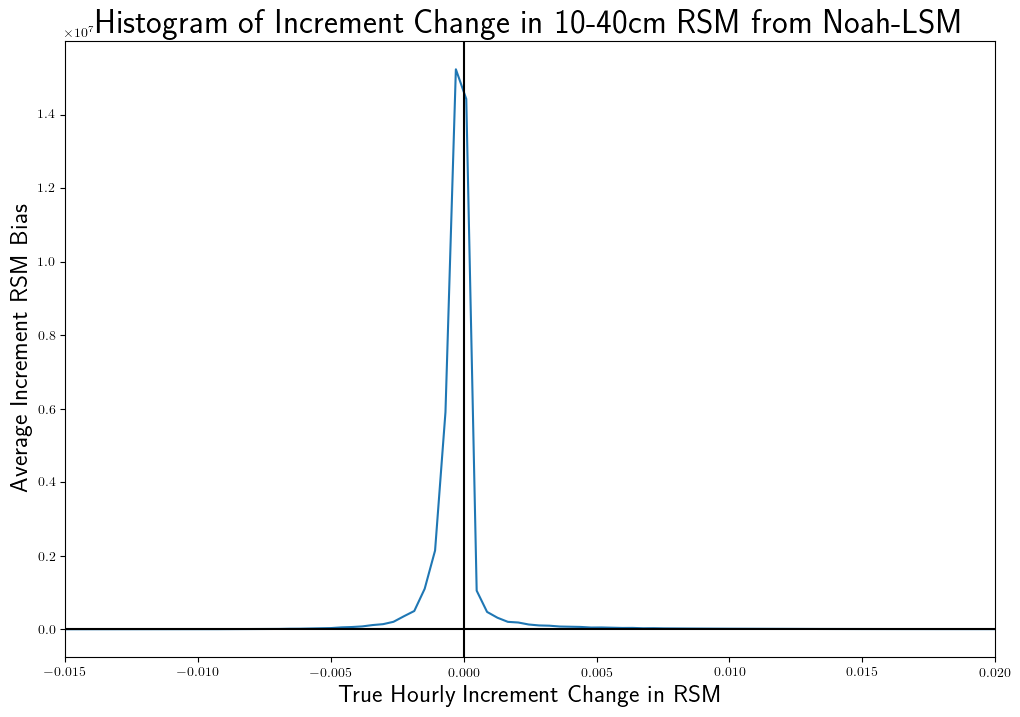 Histogram of Increment Change in 10-40cm RSM from Noah-LSM
×10⁷
1.4
1.2
1.0
0.8
0.6
0.4
0.2
0.0
Average Increment RSM Bias
−0.015 −0.010 −0.005 0.000 0.005 0.010 0.015 0.020
True Hourly Increment Change in RSM